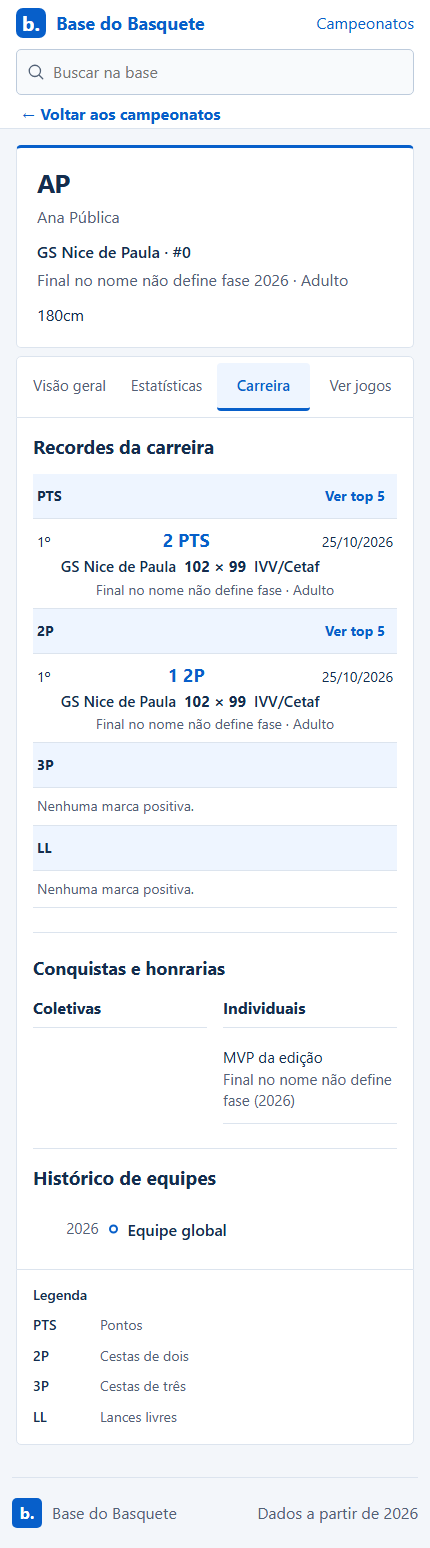 b. Base do Basquete Campeonatos
Buscar na base
← Voltar aos campeonatos
AP
Ana Pública
GS Nice de Paula · #0
Final no nome não define fase 2026 · Adulto
180cm
Visão geral Estatísticas Carreira Ver jogos
Recordes da carreira
PTS Ver top 5
1º 2 PTS 25/10/2026
GS Nice de Paula 102 × 99 IVV/Cetaf
Final no nome não define fase · Adulto
2P Ver top 5
1º 1 2P 25/10/2026
GS Nice de Paula 102 × 99 IVV/Cetaf
Final no nome não define fase · Adulto
3P
Nenhuma marca positiva.
LL
Nenhuma marca positiva.
Conquistas e honrarias
Coletivas
Individuais
MVP da edição
Final no nome não define
fase (2026)
Histórico de equipes
2026 Equipe global
Legenda
PTS Pontos
2P Cestas de dois
3P Cestas de três
LL Lances livres
b. Base do Basquete Dados a partir de 2026